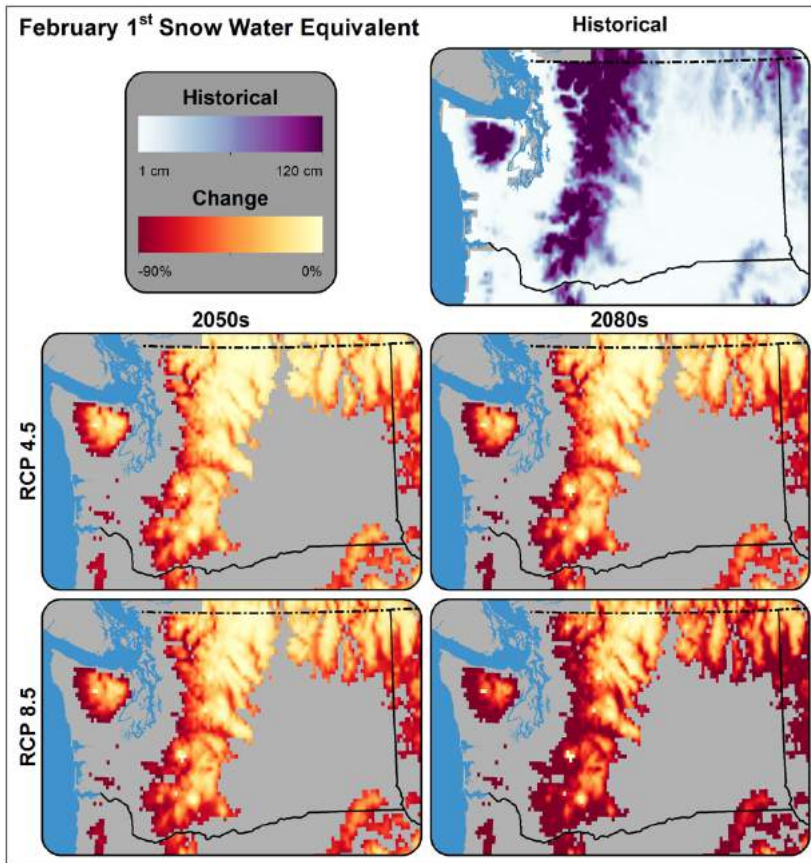 February 1st Snow Water Equivalent
Historical
Historical
1 cm 120 cm
Change
-90% 0%
2050s 2080s
RCP 4.5
RCP 8.5